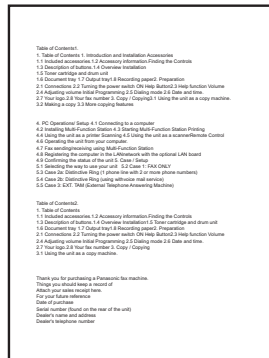 Table of Contents1.
1. Table of Contents 1. Introduction and Installation Accessories
1.1 Included accessories.1.2 Accessory information.Finding the Controls
1.3 Description of buttons.1.4 Overview Installation
1.5 Toner cartridge and drum unit
1.6 Document tray 1.7 Output tray1.8 Recording paper2. Preparation
2.1 Connections 2.2 Turning the power switch ON Help Button2.3 Help function Volume
2.4 Adjusting volume Initial Programming 2.5 Dialing mode 2.6 Date and time.
2.7 Your logo.2.8 Your fax number 3. Copy / Copying3.1 Using the unit as a copy machine.
3.2 Making a copy 3.3 More copying features
4. PC Operations/ Setup 4.1 Connecting to a computer
4.2 Installing Multi-Function Station 4.3 Starting Multi-Function Station Printing
4.4 Using the unit as a printer Scanning 4.5 Using the unit as a scanner/Remote Control
4.6 Operating the unit from your computer.
4.7 Fax sending/receiving using Multi-Function Station
4.8 Registering the computer in the LANnetwork with the optional LAN board
4.9 Confirming the status of the unit 5. Case / Setup
5.1 Selecting the way to use your unit 5.2 Case 1: FAX ONLY
5.3 Case 2a: Distinctive Ring (1 phone line with 2 or more phone numbers)
5.4 Case 2b: Distinctive Ring (using withvoice mail service)
5.5 Case 3: EXT. TAM (External Telephone Answering Machine)
Table of Contents2.
1. Table of Contents
1.1 Included accessories.1.2 Accessory information.Finding the Controls
1.3 Description of buttons.1.4 Overview Installation1.5 Toner cartridge and drum unit
1.6 Document tray 1.7 Output tray1.8 Recording paper2. Preparation
2.1 Connections 2.2 Turning the power switch ON Help Button2.3 Help function Volume
2.4 Adjusting volume Initial Programming 2.5 Dialing mode 2.6 Date and time.
2.7 Your logo.2.8 Your fax number 3. Copy / Copying
3.1 Using the unit as a copy machine.
Thank you for purchasing a Panasonic fax machine.
Things you should keep a record of
Attach your sales receipt here.
For your future reference
Date of purchase
Serial number (found on the rear of the unit)
Dealer's name and address
Dealer's telephone number